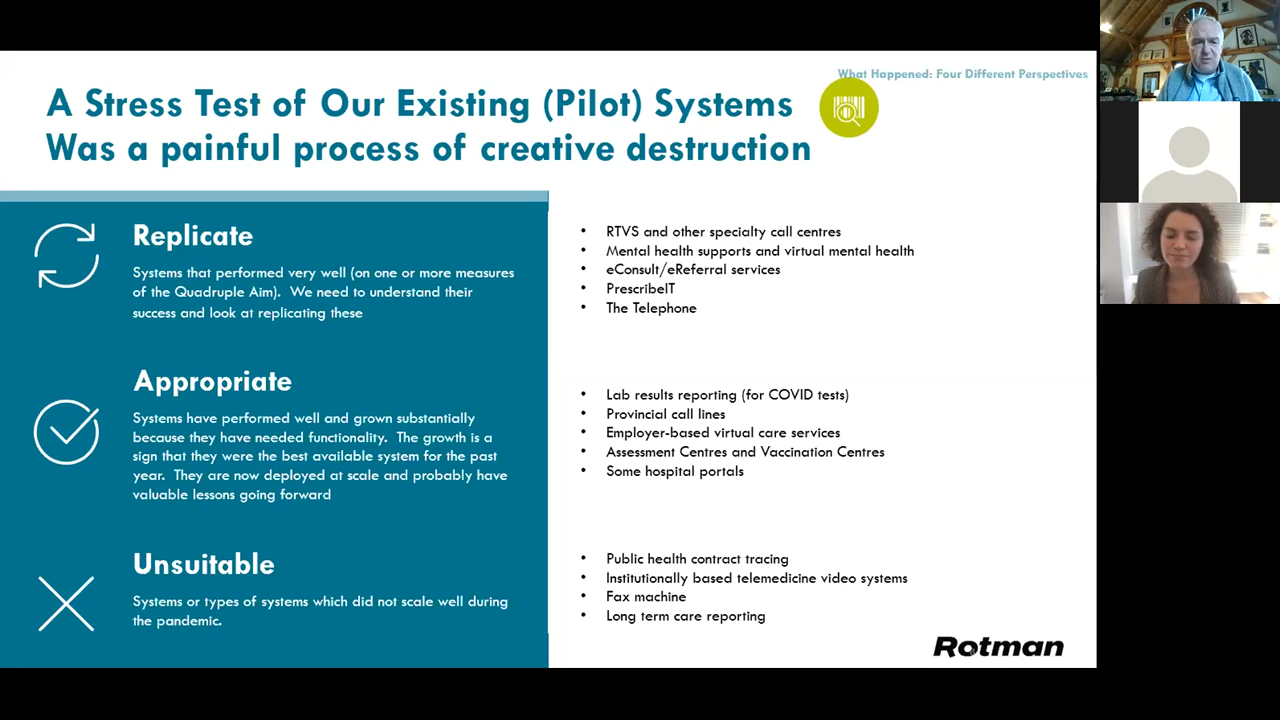 What Happened: Four Different Perspectives
A Stress Test of Our Existing (Pilot) Systems
Was a painful process of creative destruction
Replicate
Systems that performed very well (on one or more measures
of the Quadruple Aim). We need to understand their
success and look at replicating these
• RTVS and other specialty call centres
• Mental health supports and virtual mental health
• eConsult/eReferral services
• PrescribeIT
• The Telephone
Appropriate
Systems have performed well and grown substantially
because they have needed functionality. The growth is a
sign that they were the best available system for the past
year. They are now deployed at scale and probably have
valuable lessons going forward
• Lab results reporting (for COVID tests)
• Provincial call lines
• Employer-based virtual care services
• Assessment Centres and Vaccination Centres
• Some hospital portals
Unsuitable
Systems or types of systems which did not scale well during
the pandemic.
• Public health contract tracing
• Institutionally based telemedicine video systems
• Fax machine
• Long term care reporting
Rotman